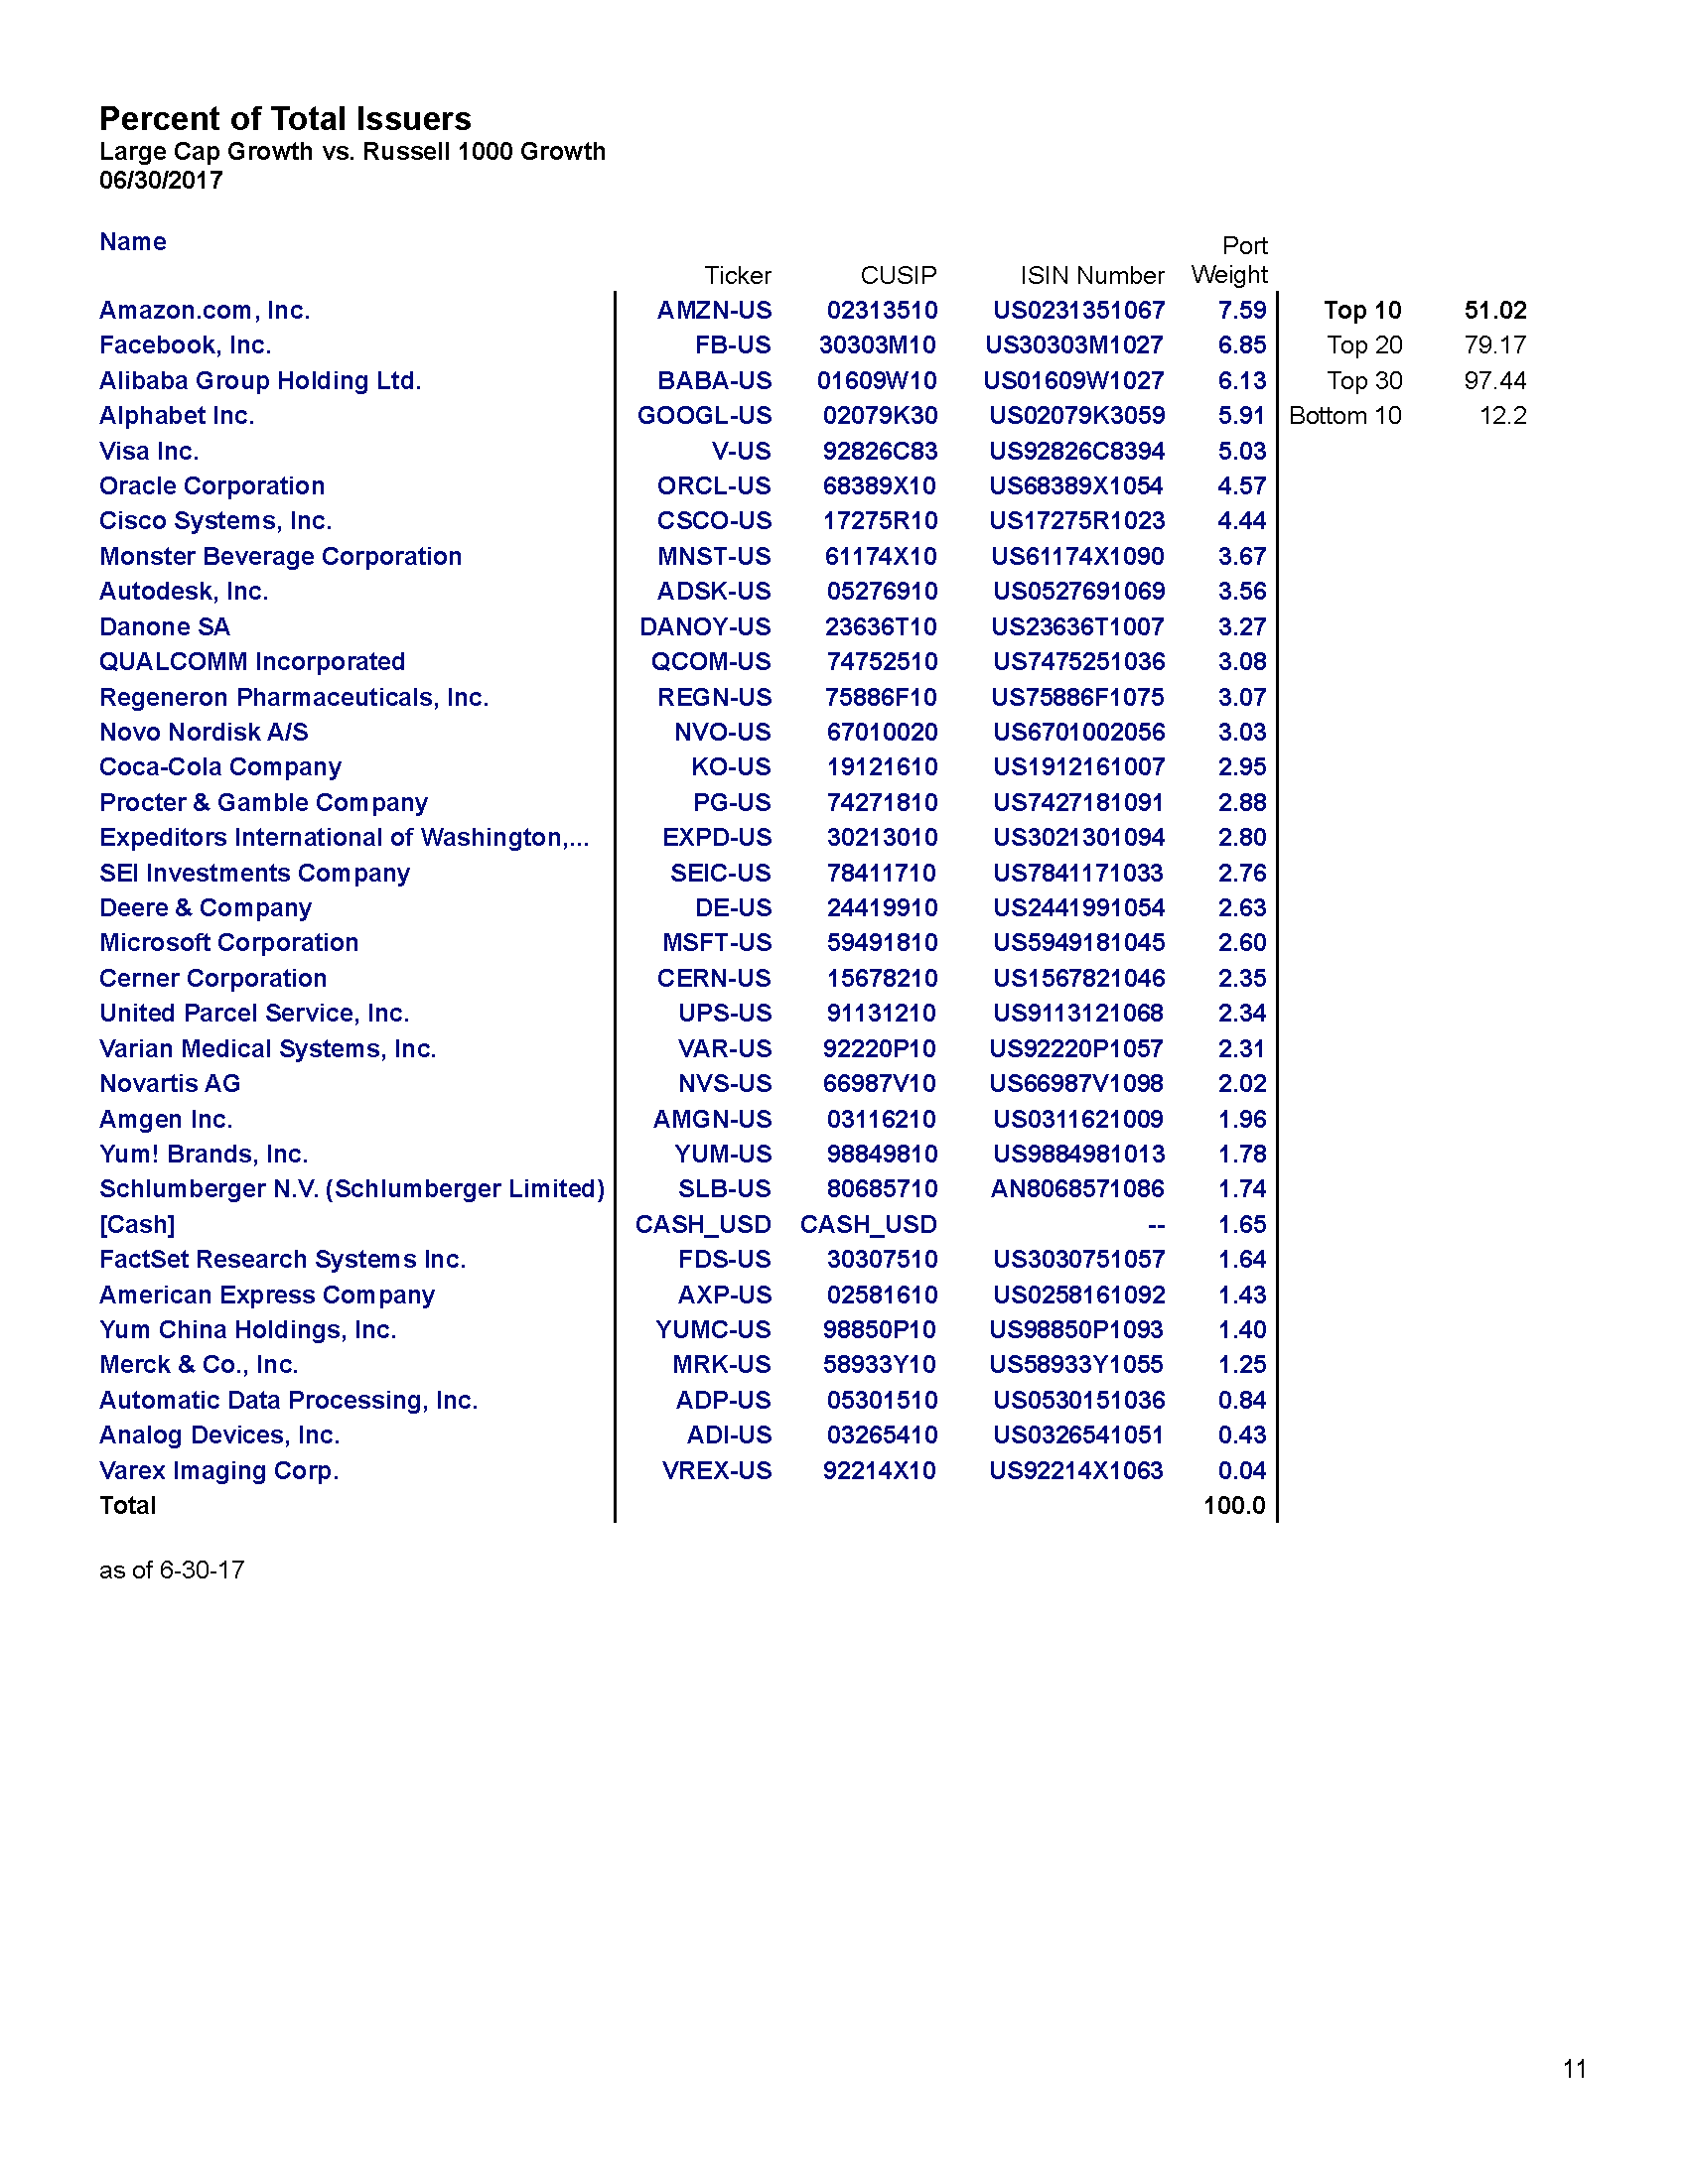 Percent of Total Issuers
Large Cap Growth vs. Russell 1000 Growth
06/30/2017
Name Ticker CUSIP ISIN Number Port Weight
Amazon.com, Inc. AMZN-US 02313510 US0231351067 7.59 Top 10 51.02
Facebook, Inc. FB-US 30303M10 US30303M1027 6.85 Top 20 79.17
Alibaba Group Holding Ltd. BABA-US 01609W10 US01609W1027 6.13 Top 30 97.44
Alphabet Inc. GOOGL-US 02079K30 US02079K3059 5.91 Bottom 10 12.2
Visa Inc. V-US 92826C83 US92826C8394 5.03
Oracle Corporation ORCL-US 68389X10 US68389X1054 4.57
Cisco Systems, Inc. CSCO-US 17275R10 US17275R1023 4.44
Monster Beverage Corporation MNST-US 61174X10 US61174X1090 3.67
Autodesk, Inc. ADSK-US 05276910 US0527691069 3.56
Danone SA DANOY-US 23636T10 US23636T1007 3.27
QUALCOMM Incorporated QCOM-US 74752510 US7475251036 3.08
Regeneron Pharmaceuticals, Inc. REGN-US 75886F10 US75886F1075 3.07
Novo Nordisk A/S NVO-US 67010020 US6701002056 3.03
Coca-Cola Company KO-US 19121610 US1912161007 2.95
Procter & Gamble Company PG-US 74271810 US7427181091 2.88
Expeditors International of Washington,... EXPD-US 30213010 US3021301094 2.80
SEI Investments Company SEIC-US 78411710 US7841171033 2.76
Deere & Company DE-US 24419910 US2441991054 2.63
Microsoft Corporation MSFT-US 59491810 US5949181045 2.60
Cerner Corporation CERN-US 15678210 US1567821046 2.35
United Parcel Service, Inc. UPS-US 91131210 US9113121068 2.34
Varian Medical Systems, Inc. VAR-US 92220P10 US92220P1057 2.31
Novartis AG NVS-US 66987V10 US66987V1098 2.02
Amgen Inc. AMGN-US 03116210 US0311621009 1.96
Yum! Brands, Inc. YUM-US 98849810 US9884981013 1.78
Schlumberger N.V. (Schlumberger Limited) SLB-US 80685710 AN8068571086 1.74
[Cash] CASH_USD CASH_USD -- 1.65
FactSet Research Systems Inc. FDS-US 30307510 US3030751057 1.64
American Express Company AXP-US 02581610 US0258161092 1.43
Yum China Holdings, Inc. YUMC-US 98850P10 US98850P1093 1.40
Merck & Co., Inc. MRK-US 58933Y10 US58933Y1055 1.25
Automatic Data Processing, Inc. ADP-US 05301510 US0530151036 0.84
Analog Devices, Inc. ADI-US 03265410 US0326541051 0.43
Varex Imaging Corp. VREX-US 92214X10 US92214X1063 0.04
Total 100.0
as of 6-30-17
11